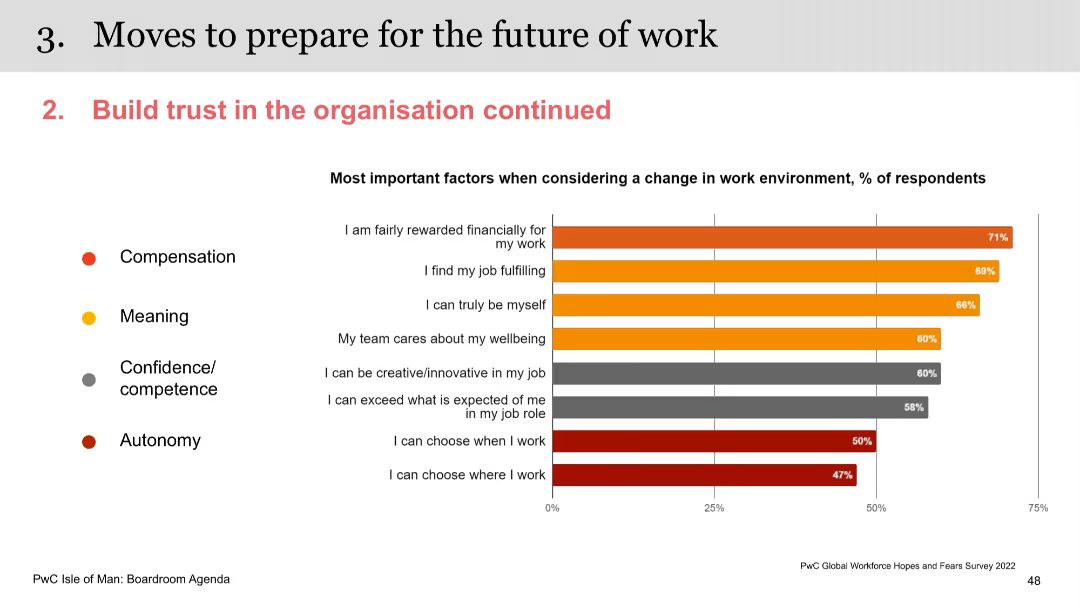 3. Moves to prepare for the future of work
2. Build trust in the organisation continued
Most important factors when considering a change in work environment, % of respondents
Compensation
Meaning
Confidence/
competence
Autonomy
I am fairly rewarded financially for
my work
71%
I find my job fulfilling
69%
I can truly be myself
66%
My team cares about my wellbeing
60%
I can be creative/innovative in my job
60%
I can exceed what is expected of me
in my job role
58%
I can choose when I work
50%
I can choose where I work
47%
0%
25%
50%
75%
PwC Global Workforce Hopes and Fears Survey 2022
PwC Isle of Man: Boardroom Agenda
48